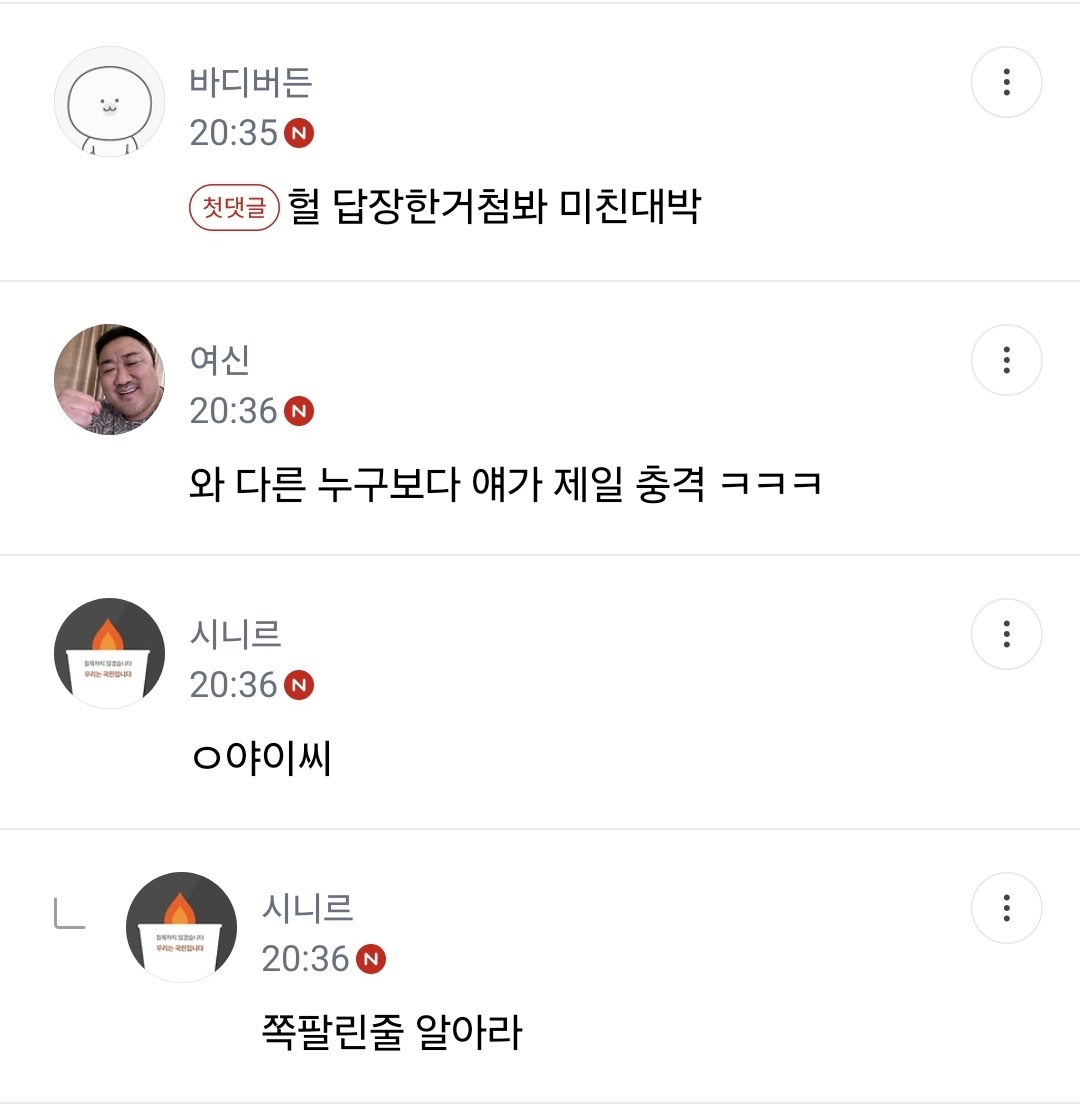 바디버든
20:35 N
첫댓글 헐 답장한거첨봐 미친대박
여신
20:36 N
와 다른 누구보다 얘가 제일 충격 ㅋㅋㅋ
시니르
20:36 N
침묵하지 않겠습니다
우리는 국민입니다
ㅇ야이씨
시니르
20:36 N
침묵하지 않겠습니다
우리는 국민입니다
쪽팔린줄 알아라